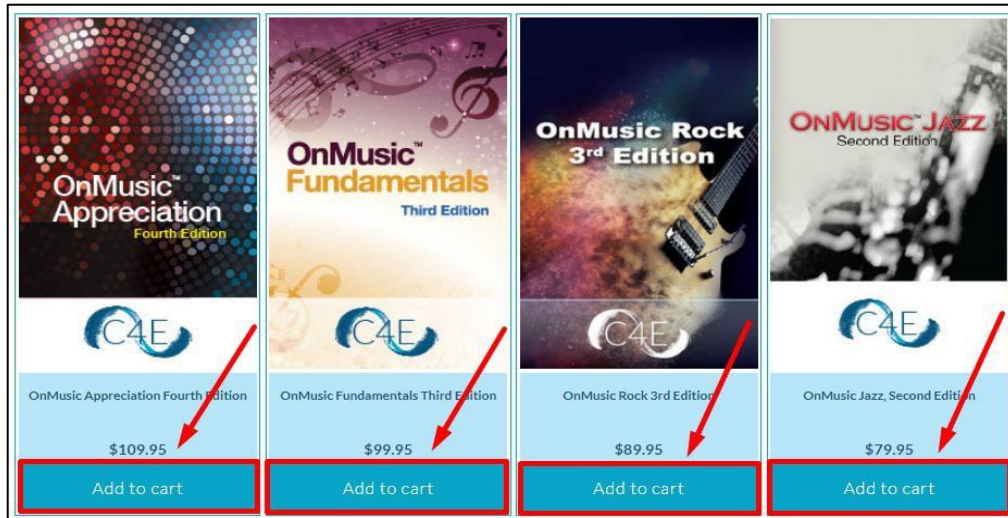 OnMusic™
Appreciation
Fourth Edition
C4E
OnMusic Appreciation Fourth Edition
$109.95
Add to cart
OnMusic™
Fundamentals
Third Edition
C4E
OnMusic Fundamentals Third Edition
$99.95
Add to cart
OnMusic Rock
3rd Edition
C4E
OnMusic Rock 3rd Edition
$89.95
Add to cart
ONMUSIC™ JAZZ
Second Edition
C4E
OnMusic Jazz, Second Edition
$79.95
Add to cart